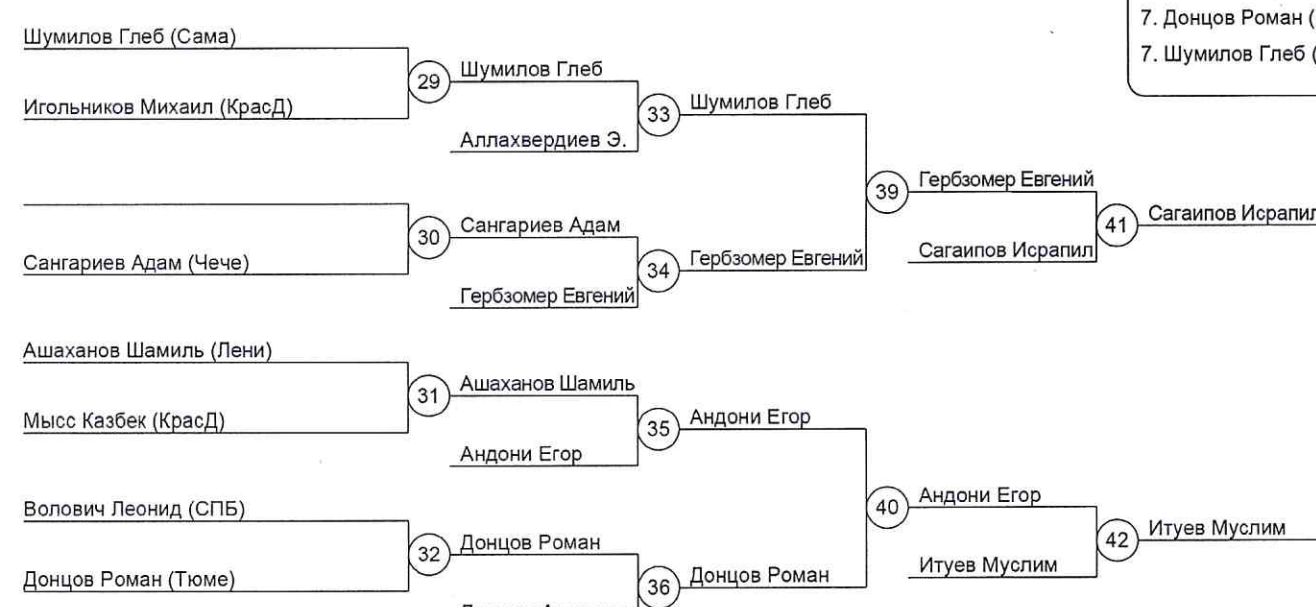 7. Донцов Роман (
7. Шумилов Глеб (
Шумилов Глеб (Сама)
29
Шумилов Глеб
Игольников Михаил (КрасД)
33
Шумилов Глеб
Аллахвердиев Э.
39
Гербзомер Евгений
41
Сагаипов Исрапил
30
Сангариев Адам
Сагаипов Исрапил
Сангариев Адам (Чече)
34
Гербзомер Евгений
Гербзомер Евгений
Ашаханов Шамиль (Лени)
31
Ашаханов Шамиль
Мысс Казбек (КрасД)
35
Андони Егор
Андони Егор
Волович Леонид (СПБ)
40
Андони Егор
42
Итуев Муслим
32
Донцов Роман
Итуев Муслим
Донцов Роман (Тюме)
36
Донцов Роман